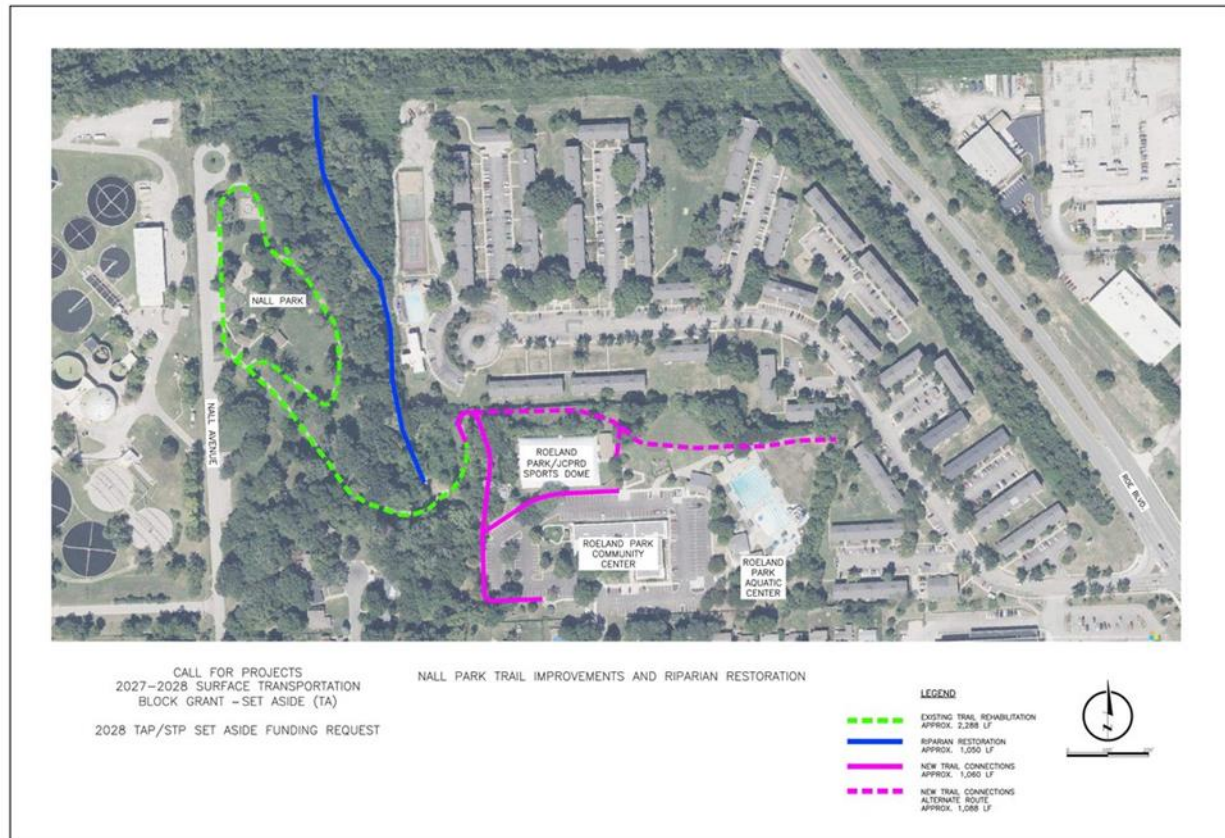 NALL PARK
NALL AVENUE
ROELAND
PARK/JCPRD
SPORTS DOME
ROELAND PARK
COMMUNITY
CENTER
ROELAND
PARK
AQUATIC
CENTER
ROE BLVD.
CALL FOR PROJECTS
2027-2028 SURFACE TRANSPORTATION
BLOCK GRANT - SET ASIDE (TA)
2028 TAP/STP SET ASIDE FUNDING REQUEST
NALL PARK TRAIL IMPROVEMENTS AND RIPARIAN RESTORATION
LEGEND
EXISTING TRAIL REHABILITATION
APPROX. 2,288 LF
RIPARIAN RESTORATION
APPROX. 1,050 LF
NEW TRAIL CONNECTIONS
APPROX. 1,060 LF
NEW TRAIL CONNECTIONS
ALTERNATE ROUTE
APPROX. 1,088 LF